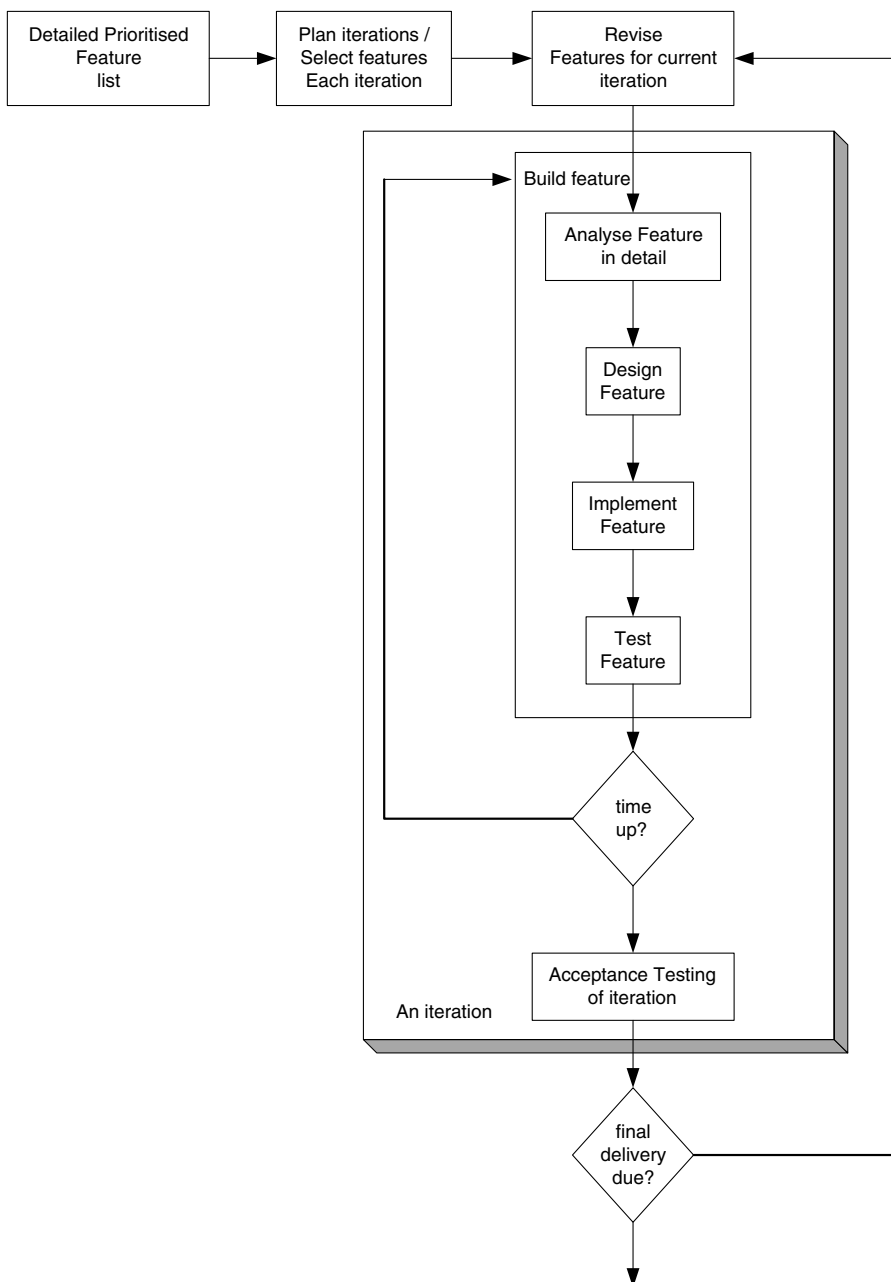 Detailed Prioritised
Feature
list
Plan iterations /
Select features
Each iteration
Revise
Features for current
iteration
Build feature
Analyse Feature
in detail
Design
Feature
Implement
Feature
Test
Feature
time
up?
Acceptance Testing
of iteration
An iteration
final
delivery
due?